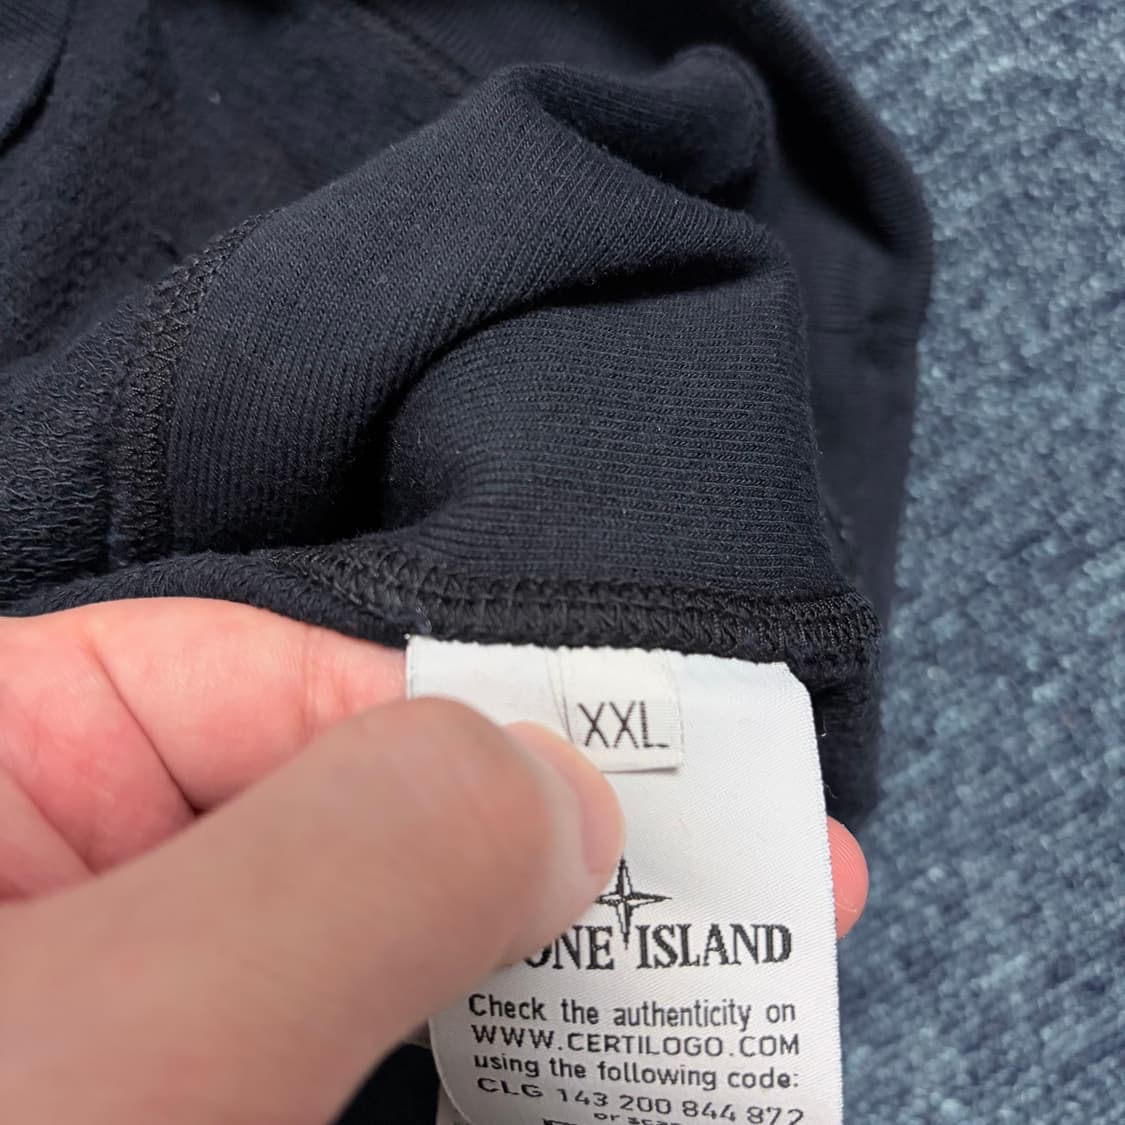 XXL
ONE ISLAND
Check the authenticity on
WWW.CERTILOGO.COM
using the following code:
CLG 143 200 844 872
or